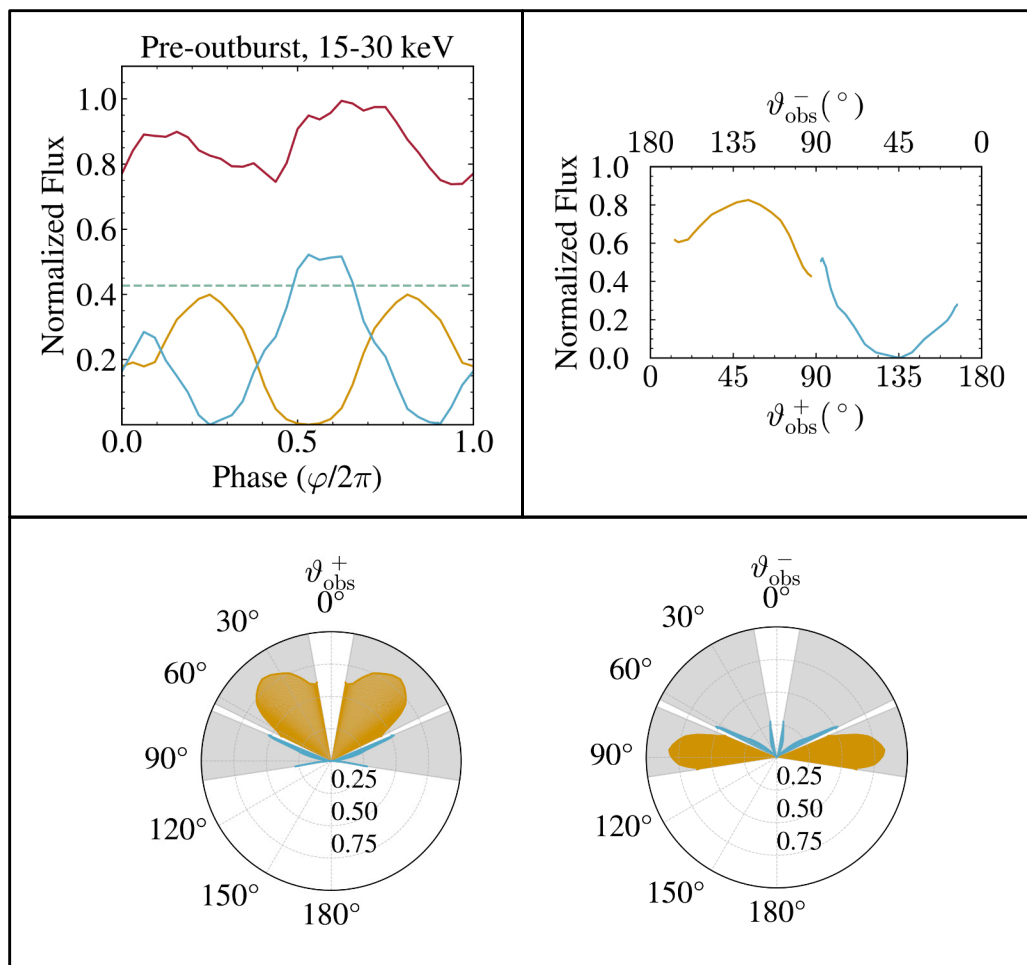 Pre-outburst, 15-30 keV
Normalized Flux
1.0
0.8
0.6
0.4
0.2
0.0 0.5 1.0
Phase (φ/2π)
ϑ⁻obs(°)
180 135 90 45 0
Normalized Flux
1.0
0.8
0.6
0.4
0.2
0.0
0 45 90 135 180
ϑ⁺obs(°)
ϑ⁺obs
0°
30°
60°
90°
120°
150°
180°
0.25
0.50
0.75
ϑ⁻obs
0°
30°
60°
90°
120°
150°
180°
0.25
0.50
0.75